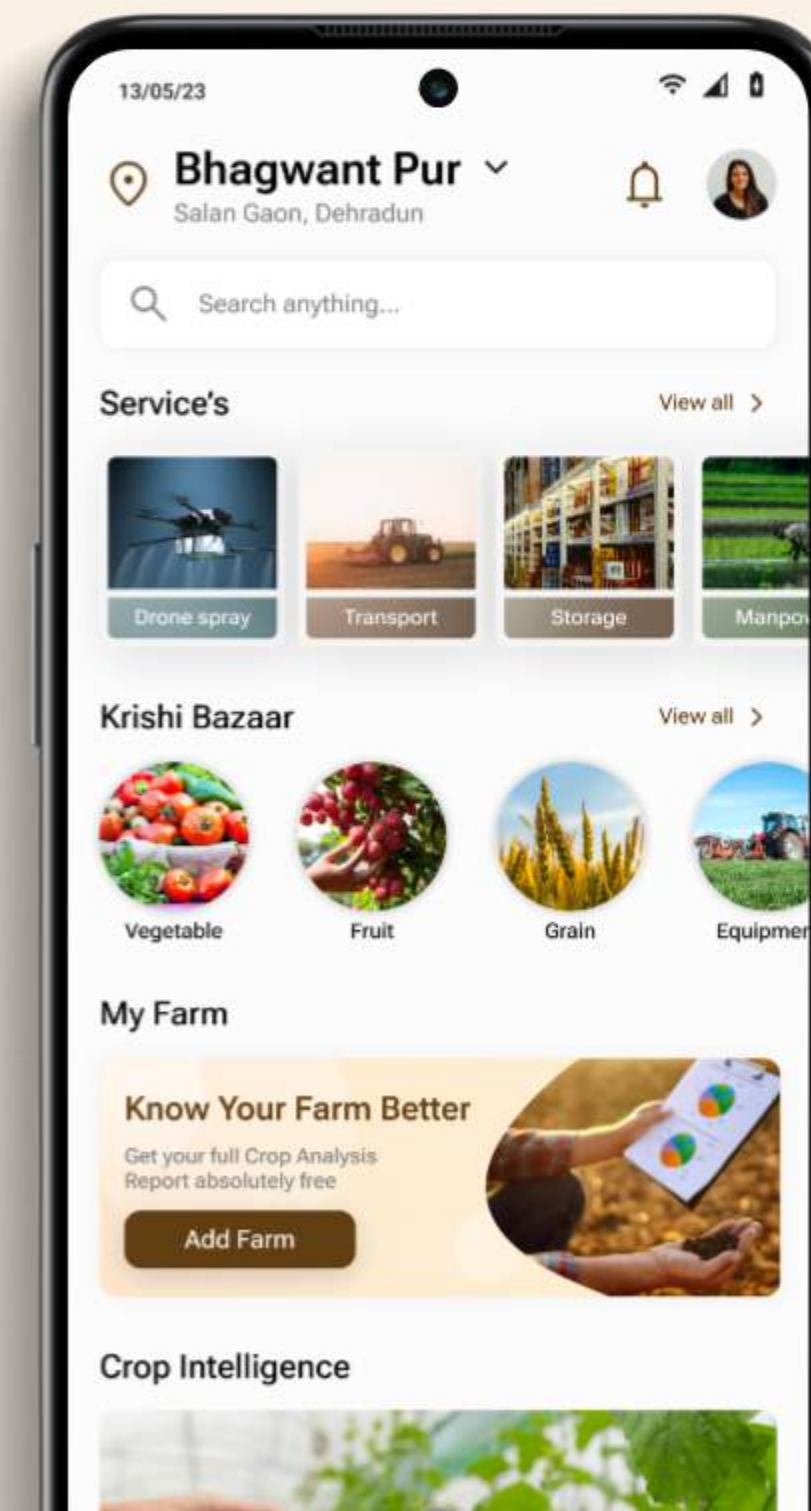 13/05/23
Bhagwant Pur
Salan Gaon, Dehradun
Search anything...
Service's
View all
Drone spray
Transport
Storage
Manpow
Krishi Bazaar
View all
Vegetable
Fruit
Grain
Equipmen
My Farm
Know Your Farm Better
Get your full Crop Analysis
Report absolutely free
Add Farm
Crop Intelligence